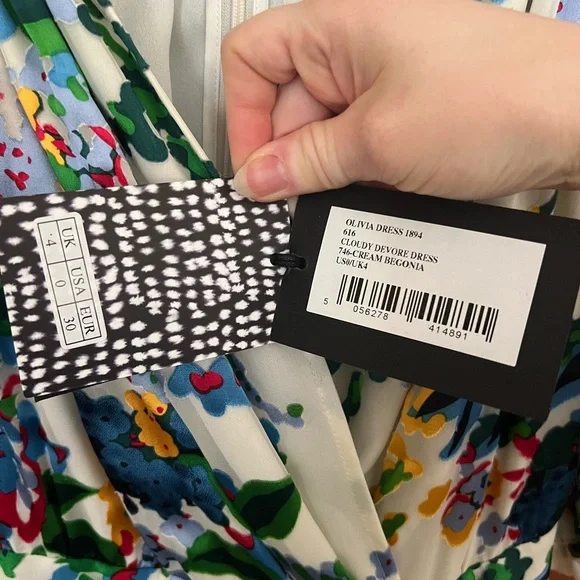 UK USA EUR
4 0 30
OLIVIA DRESS 1894
616
CLOUDY DEVORE DRESS
746-CREAM BEGONIA
US0/UK4
5 056278 414891